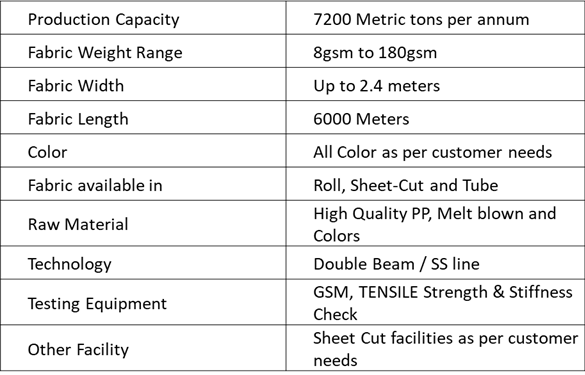 Production Capacity 7200 Metric tons per annum
Fabric Weight Range 8gsm to 180gsm
Fabric Width Up to 2.4 meters
Fabric Length 6000 Meters
Color All Color as per customer needs
Fabric available in Roll, Sheet-Cut and Tube
Raw Material High Quality PP, Melt blown and
Colors
Technology Double Beam / SS line
Testing Equipment GSM, TENSILE Strength & Stiffness
Check
Other Facility Sheet Cut facilities as per customer
needs